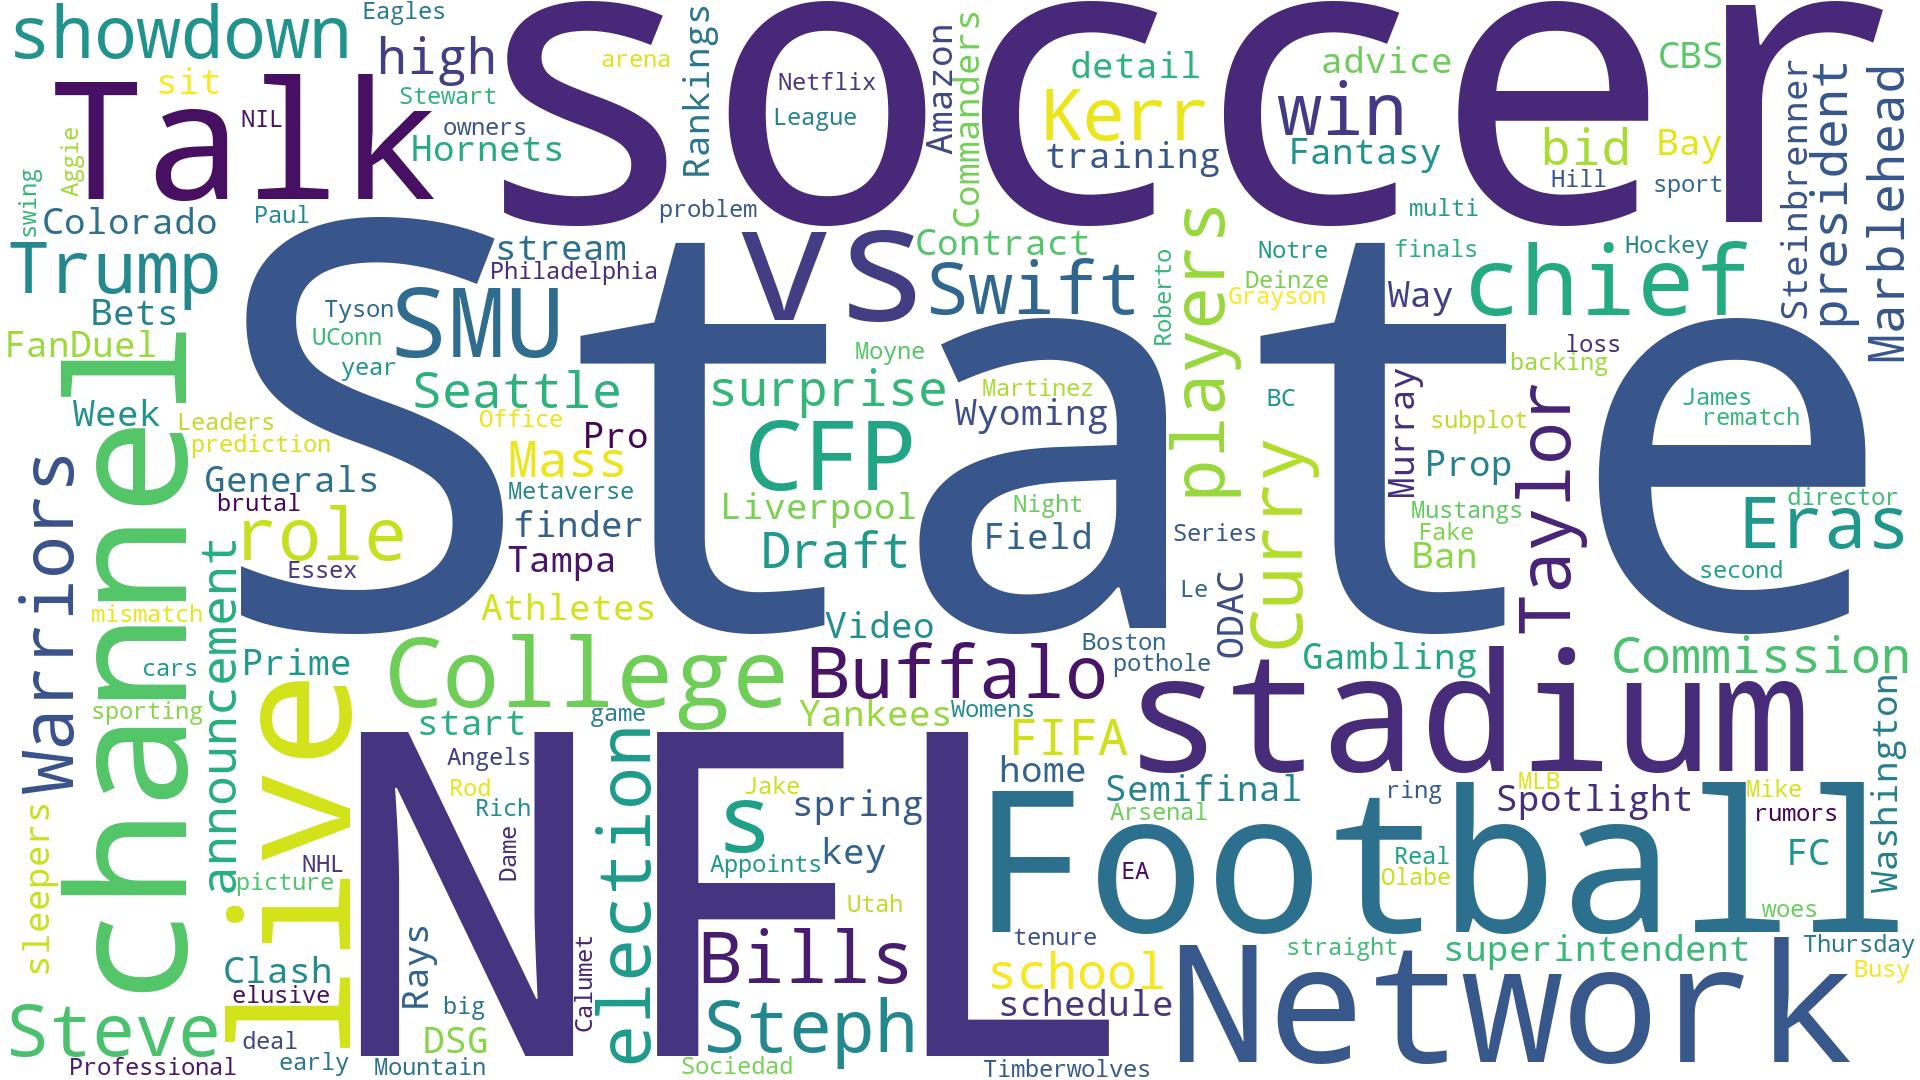 showdown
Eagles
high
soccer
arena
Rankings
Netflix
League
Amazon
Commanders
detail
Kerr
training
advice
win
Fantasy
CBS
bid
Bay
Hill
sport
Steinbrenner
president
Marblehead
sit
Talk
NIL
Stewart
owners
Hornets
Aggie
swing
Colorado
Paul
problem
multi
Trump
stream
Philadelphia
vs
Contract
Swift
Roberto
players
Notre
Deinze
Grayson
finals
Way
Hockey
chief
Bets
FanDuel
State
Tyson
UConn
year
SMU
Moyne
loss
backing
channel
Week
Leaders
prediction
Seattle
Office
Pro
Mass
Metaverse
surprise
CFP
Martinez
Wyoming
BC
Murray
subplot
Taylor
James
rematch
Warriors
Generals
brutal
role
Essex
finder
Tampa
Liverpool
Draft
Night
Field
Series
Curry
Prop
Mustangs
Fake
Ban
director
Eras
second
mismatch
announcement
Athletes
Video
Le
ODAC
cars
Prime
College
Buffalo
Boston
pothole
Gambling
Commission
sporting
live
start
game
Yankees
Womens
FIFA
stadium
Washington
sleepers
NHL
picture
NFL
Angels
Rod
Rich
Dame
election
Jake
s
spring
Appoints
key
home
Semifinal
Arsenal
ring
MLB
Spotlight
Mike
rumors
Football
EA
Real
Olabe
FC
woes
Utah
Clash
elusive
Rays
big
Calumet
Bills
tenure
school
schedule
straight
superintendent
Thursday
Busy
Network
Steve
deal
DSG
Steph
Professional
early
Mountain
Sociedad
Timberwolves